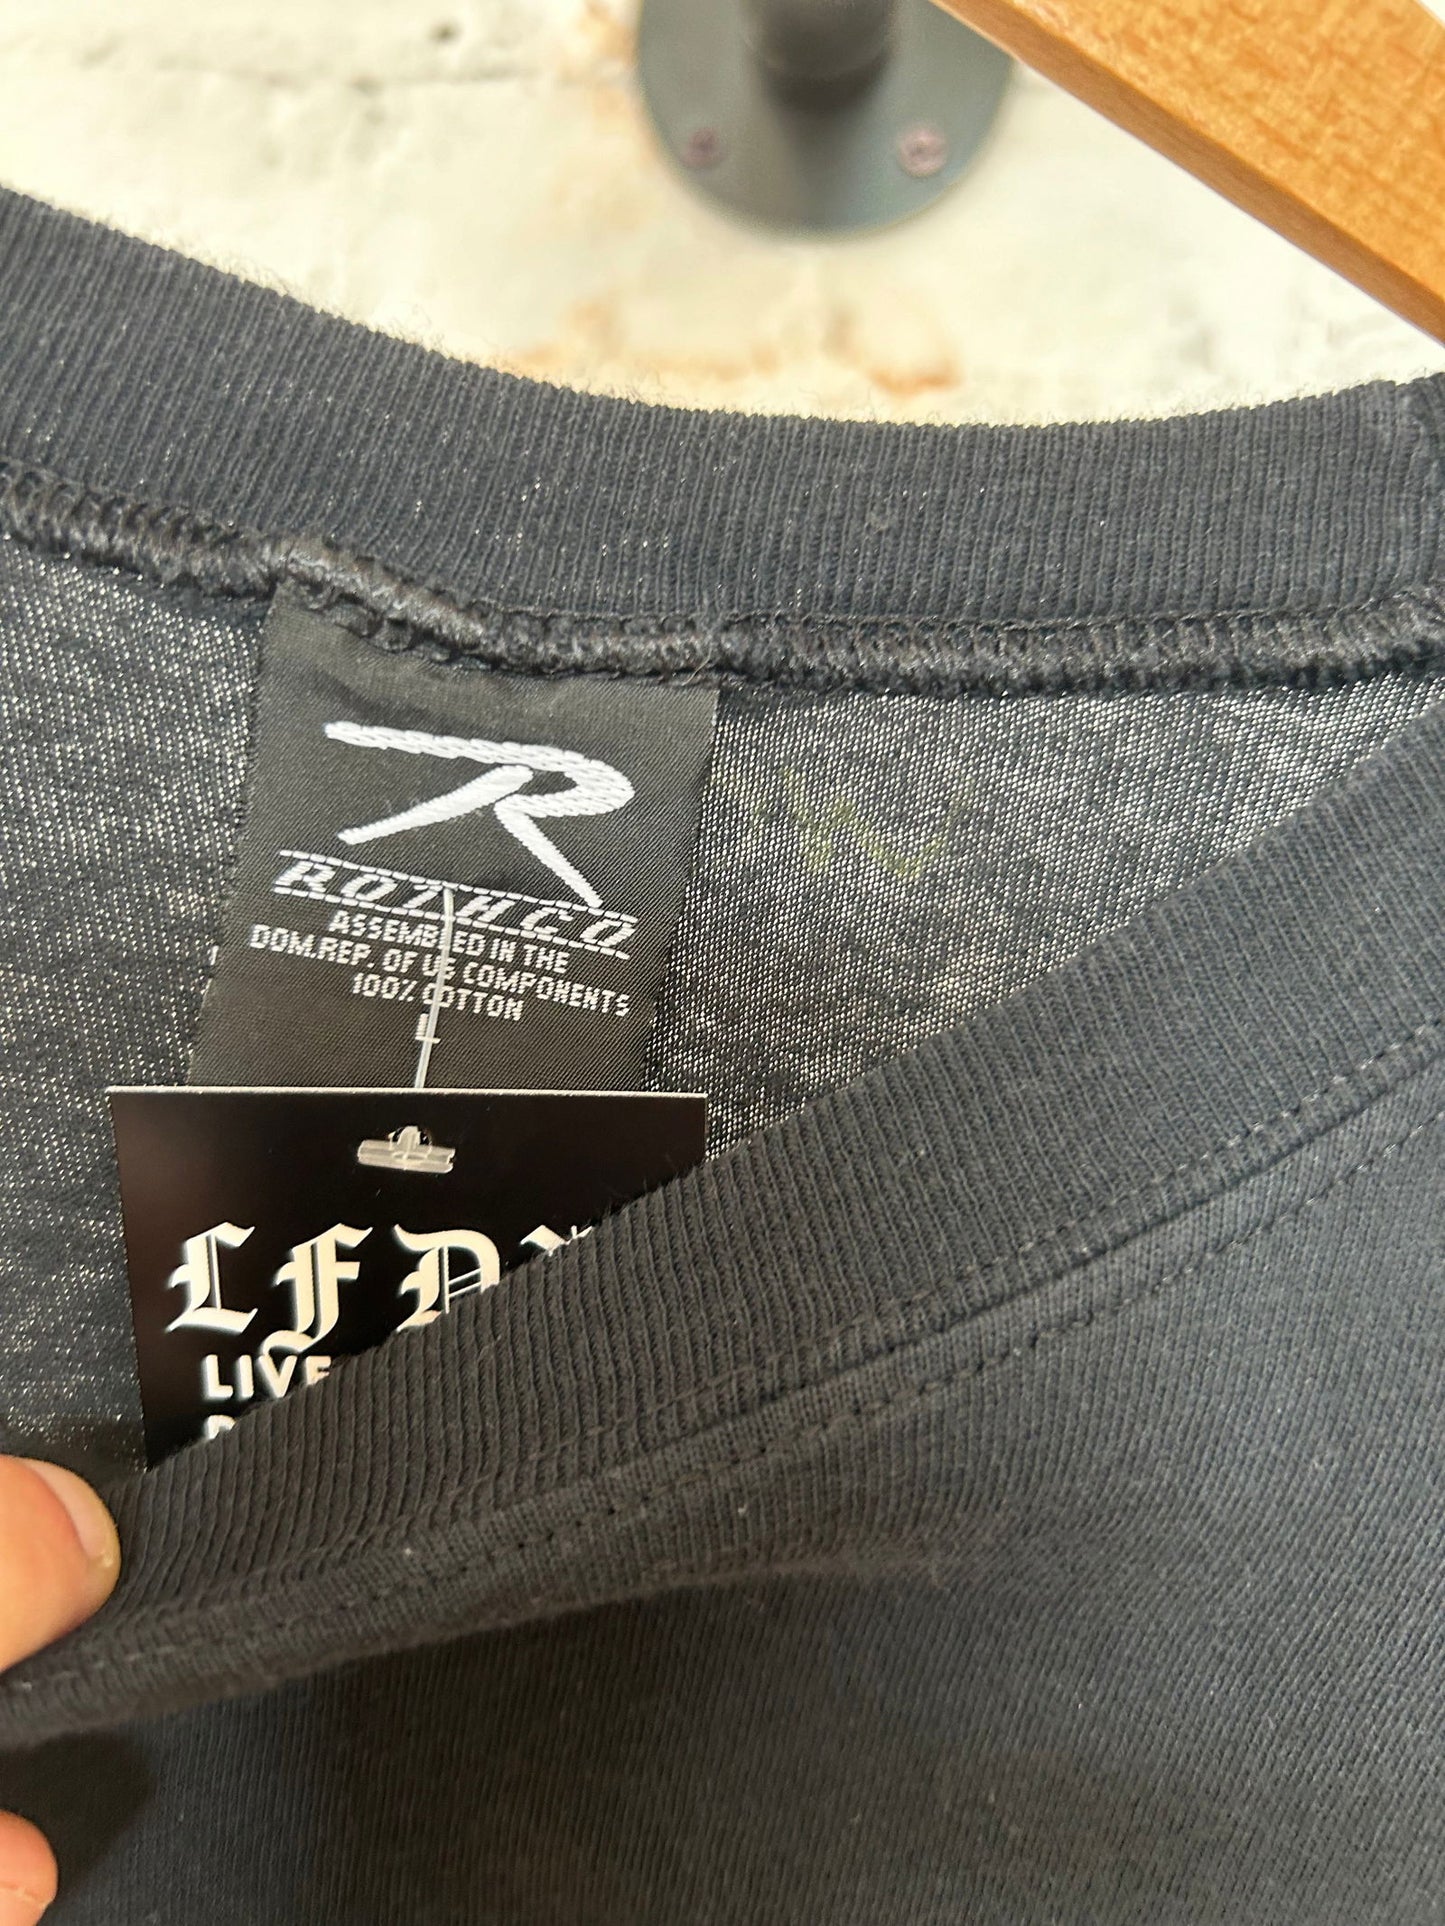 R
ROTHCO
ASSEMBLED IN THE
DOM.REP. OF US COMPONENTS
100% COTTON
L
LFD
LIVE